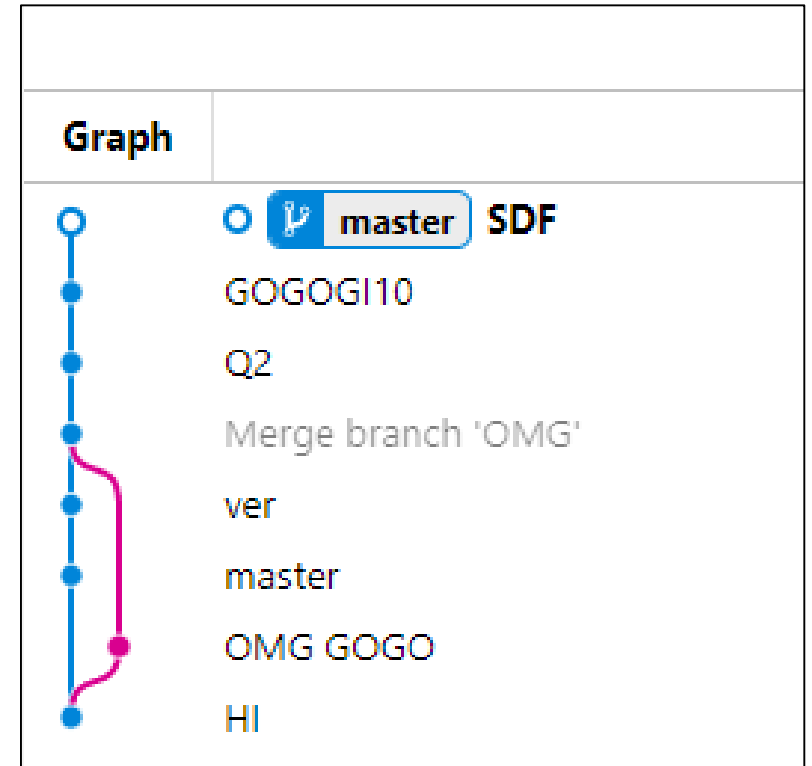 Graph
master SDF
GOGOGI10
Q2
Merge branch 'OMG'
ver
master
OMG GOGO
HI